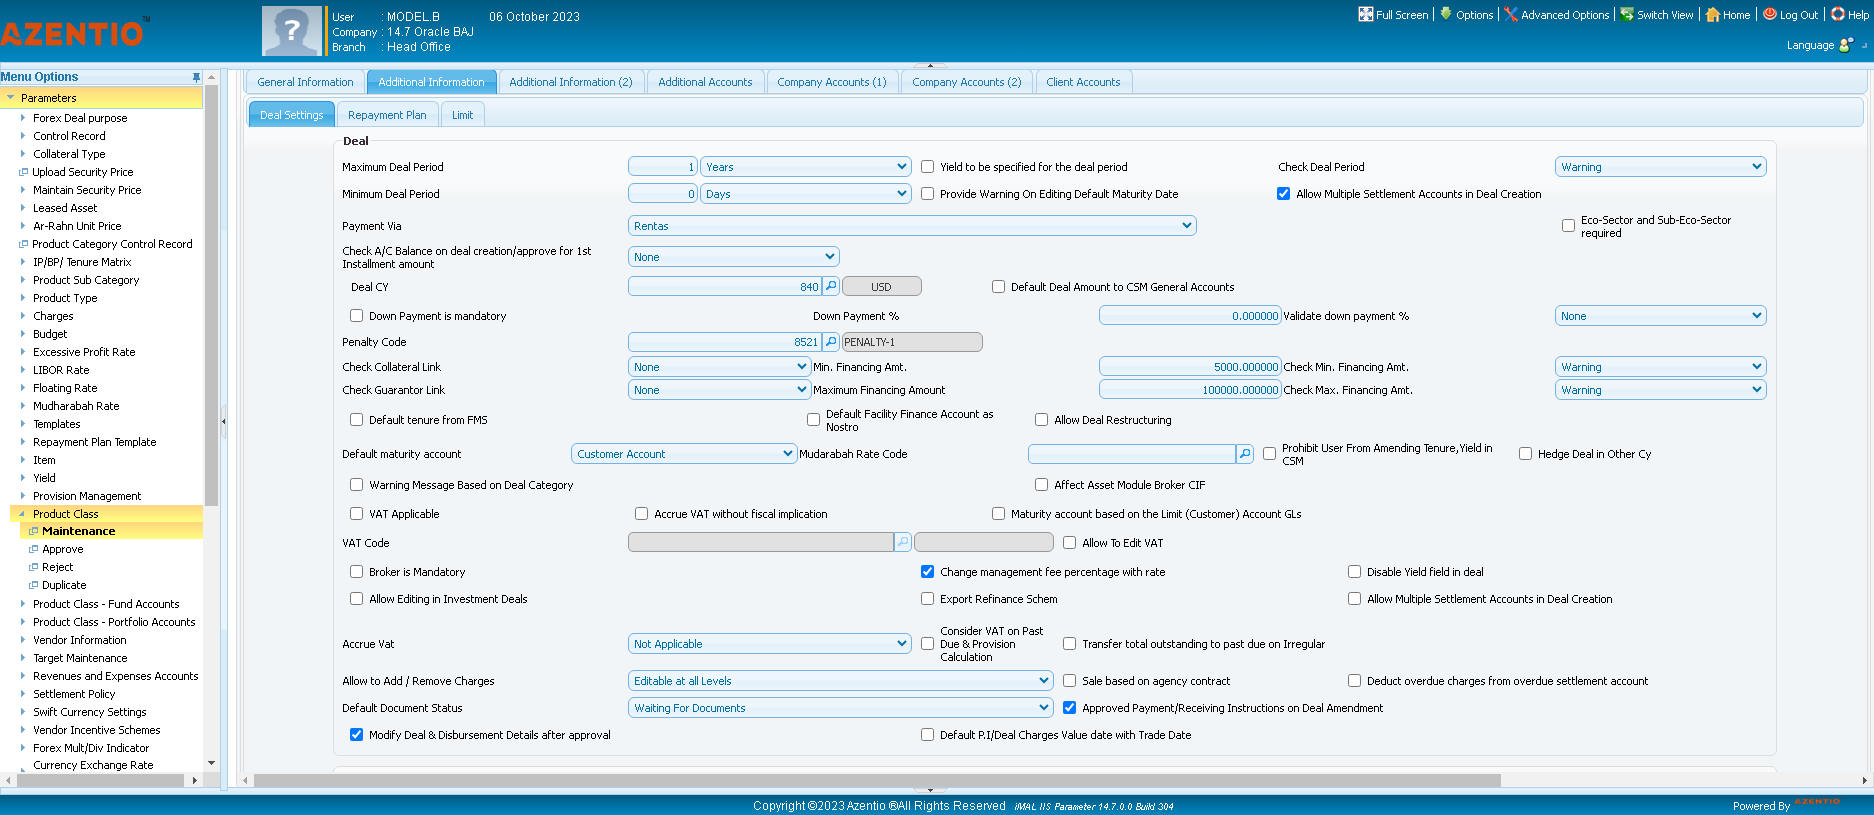 AZENTIO™
User : MODEL.B 06 October 2023
Company : 14.7 Oracle BAJ
Branch : Head Office
Full Screen Options Advanced Options Switch View Home Log Out Help
Language
Menu Options
Parameters
Forex Deal purpose
Control Record
Collateral Type
Upload Security Price
Maintain Security Price
Leased Asset
Ar-Rahn Unit Price
Product Category Control Record
IP/BP/ Tenure Matrix
Product Sub Category
Product Type
Charges
Budget
Excessive Profit Rate
LIBOR Rate
Floating Rate
Mudharabah Rate
Templates
Repayment Plan Template
Item
Yield
Provision Management
Product Class
Maintenance
Approve
Reject
Duplicate
Product Class - Fund Accounts
Product Class - Portfolio Accounts
Vendor Information
Target Maintenance
Revenues and Expenses Accounts
Settlement Policy
Swift Currency Settings
Vendor Incentive Schemes
Forex Mult/Div Indicator
Currency Exchange Rate
General Information Additional Information Additional Information (2) Additional Accounts Company Accounts (1) Company Accounts (2) Client Accounts
Deal Settings Repayment Plan Limit
Deal
Maximum Deal Period 1 Years Yield to be specified for the deal period Check Deal Period Warning
Minimum Deal Period 0 Days Provide Warning On Editing Default Maturity Date Allow Multiple Settlement Accounts in Deal Creation
Payment Via Rentas Eco-Sector and Sub-Eco-Sector
required
Check A/C Balance on deal creation/approve for 1st
Installment amount None
Deal CY 840 USD Default Deal Amount to CSM General Accounts
Down Payment is mandatory Down Payment % 0.000000 Validate down payment % None
Penalty Code 8521 PENALTY-1
Check Collateral Link None Min. Financing Amt. 5000.000000 Check Min. Financing Amt. Warning
Check Guarantor Link None Maximum Financing Amount 100000.000000 Check Max. Financing Amt. Warning
Default tenure from FMS Default Facility Finance Account as
Nostro Allow Deal Restructuring
Default maturity account Customer Account Mudarabah Rate Code Prohibit User From Amending Tenure,Yield in
CSM Hedge Deal in Other Cy
Warning Message Based on Deal Category Affect Asset Module Broker CIF
VAT Applicable Accrue VAT without fiscal implication Maturity account based on the Limit (Customer) Account GLs
VAT Code Allow To Edit VAT
Broker is Mandatory Change management fee percentage with rate Disable Yield field in deal
Allow Editing in Investment Deals Export Refinance Schem Allow Multiple Settlement Accounts in Deal Creation
Accrue Vat Not Applicable Consider VAT on Past
Due & Provision
Calculation Transfer total outstanding to past due on Irregular
Allow to Add / Remove Charges Editable at all Levels Sale based on agency contract Deduct overdue charges from overdue settlement account
Default Document Status Waiting For Documents Approved Payment/Receiving Instructions on Deal Amendment
Modify Deal & Disbursement Details after approval Default P.I/Deal Charges Value date with Trade Date
Copyright ©2023 Azentio ®All Rights Reserved iMAL IIS Parameter 14.7.0.0 Build 304
Powered By AZENTIO